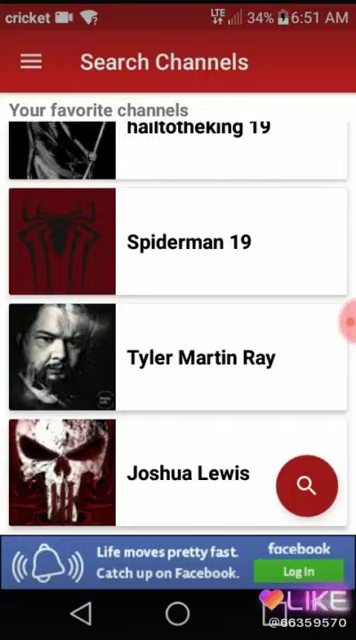 cricket LTE 34% 6:51 AM
Search Channels
Your favorite channels
hailtotheking 19
Spiderman 19
Tyler Martin Ray
Joshua Lewis
Life moves pretty fast.
Catch up on Facebook.
facebook
Log In
LIKE
@66359570